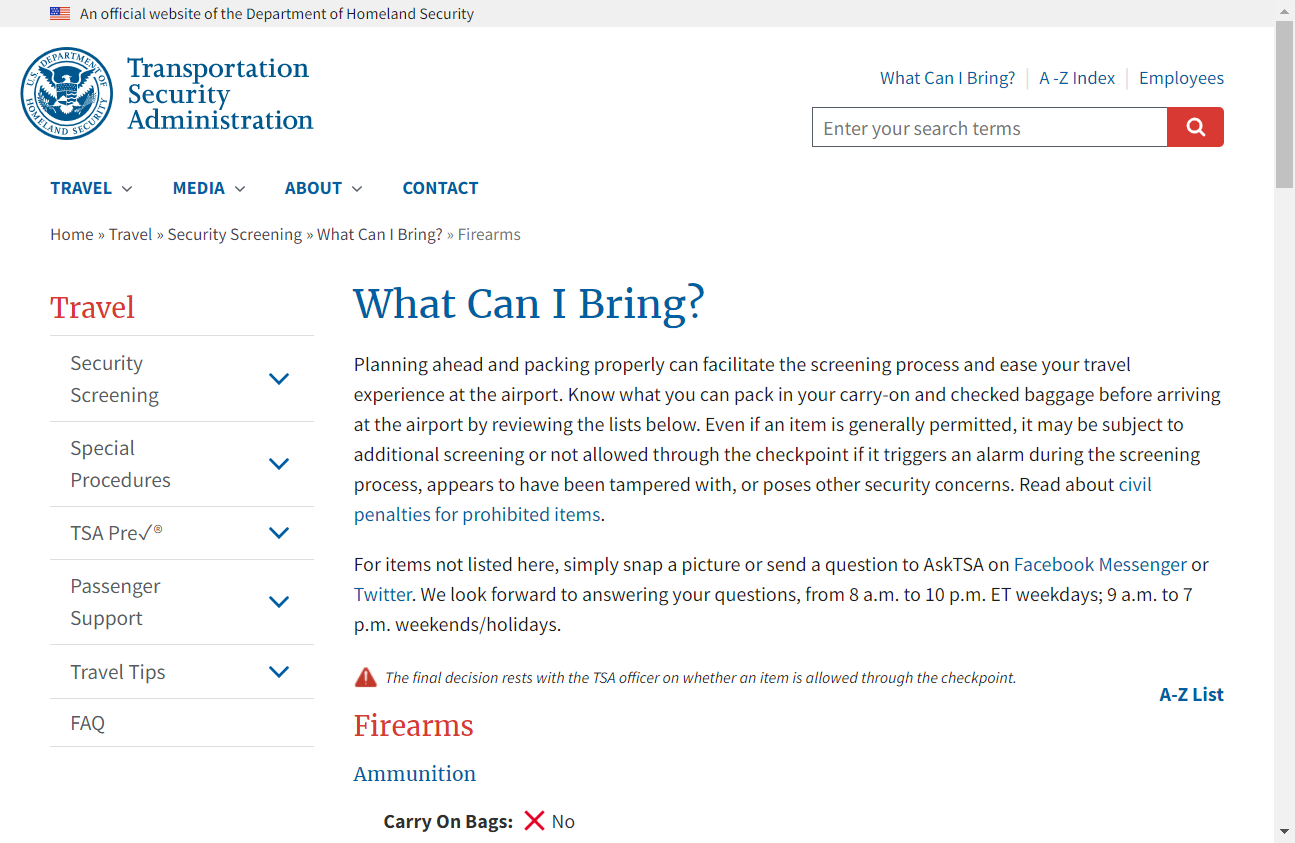 An official website of the Department of Homeland Security
U.S. DEPARTMENT OF HOMELAND SECURITY
Transportation
Security
Administration
What Can I Bring?
A -Z Index
Employees
Enter your search terms
TRAVEL
MEDIA
ABOUT
CONTACT
Home » Travel » Security Screening » What Can I Bring? » Firearms
Travel
Security
Screening
Special
Procedures
TSA Pre✓®
Passenger
Support
Travel Tips
FAQ
What Can I Bring?
Planning ahead and packing properly can facilitate the screening process and ease your travel
experience at the airport. Know what you can pack in your carry-on and checked baggage before arriving
at the airport by reviewing the lists below. Even if an item is generally permitted, it may be subject to
additional screening or not allowed through the checkpoint if it triggers an alarm during the screening
process, appears to have been tampered with, or poses other security concerns. Read about civil
penalties for prohibited items.
For items not listed here, simply snap a picture or send a question to AskTSA on Facebook Messenger or
Twitter. We look forward to answering your questions, from 8 a.m. to 10 p.m. ET weekdays; 9 a.m. to 7
p.m. weekends/holidays.
The final decision rests with the TSA officer on whether an item is allowed through the checkpoint.
A-Z List
Firearms
Ammunition
Carry On Bags: No